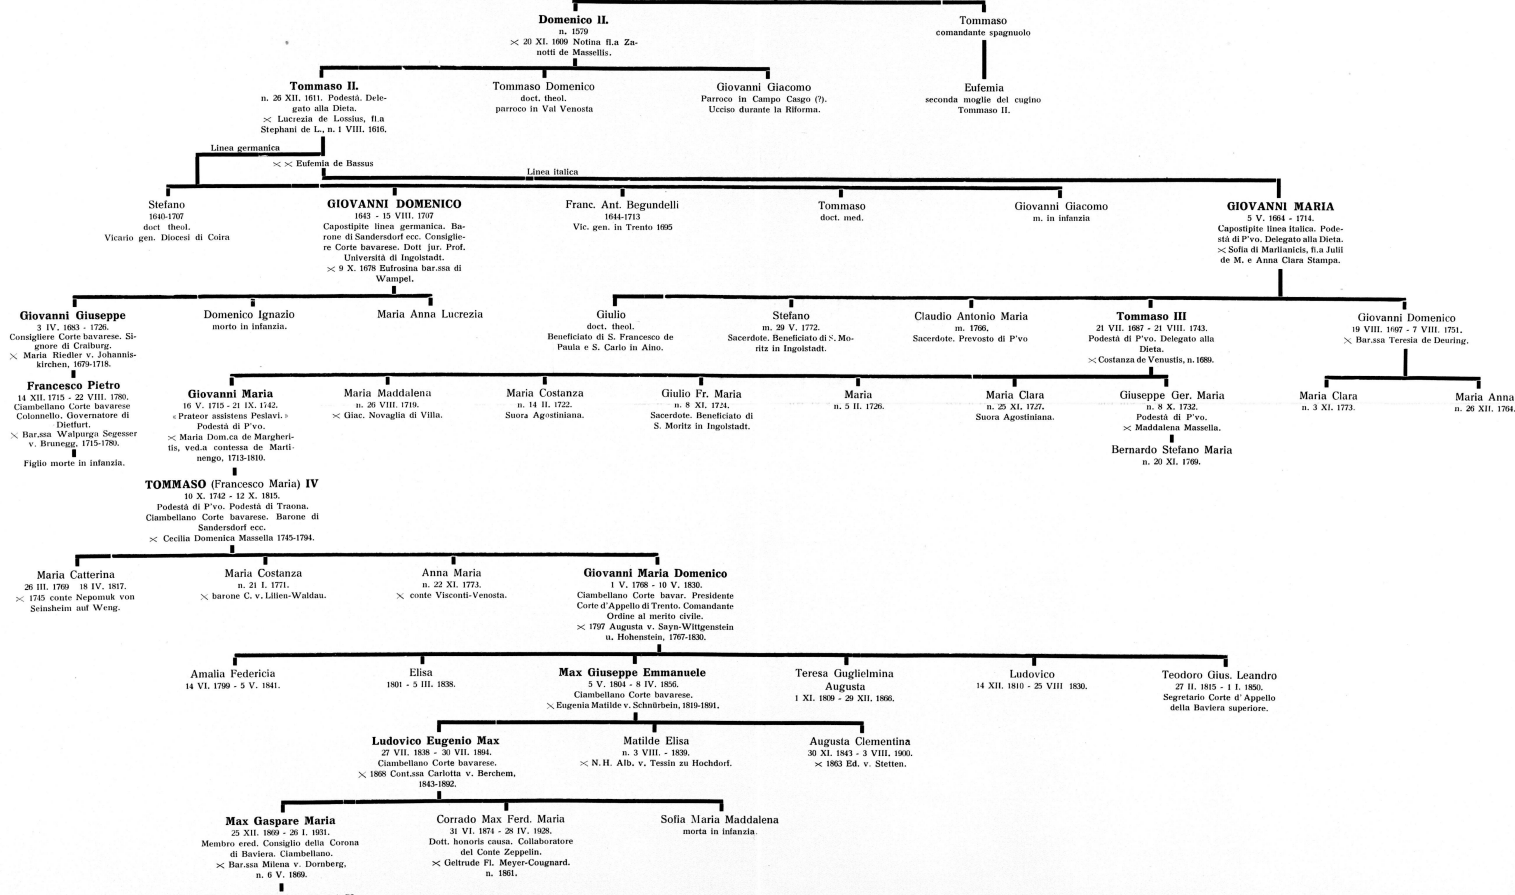 Domenico II.
n. 1579
⚔ 20 XI. 1609 Notina fl.a Za-
notti de Massellis.
Tommaso
comandante spagnuolo
Tommaso II.
n. 26 XII. 1611. Podestà. Dele-
gato alla Dieta.
⚔ Lucrezia de Lossius, fl.a
Stephani de L., n. 1 VIII. 1616.
Tommaso Domenico
doct. theol.
parroco in Val Venosta
Giovanni Giacomo
Parroco in Campo Casgo (?).
Ucciso durante la Riforma.
Eufemia
seconda moglie del cugino
Tommaso II.
Linea germanica
⚔ ⚔ Eufemia de Bassus
Linea italica
Stefano
1640-1707
doct theol.
Vicario gen. Diocesi di Coira
GIOVANNI DOMENICO
1643 - 15 VIII. 1707
Capostipite linea germanica. Ba-
rone di Sandersdorf ecc. Consiglie-
re Corte bavarese. Dott jur. Prof.
Università di Ingolstadt.
⚔ 9 X. 1678 Eufrosina bar.ssa di
Wampel.
Franc. Ant. Begundelli
1644-1713
Vic. gen. in Trento 1695
Tommaso
doct. med.
Giovanni Giacomo
m. in infanzia
GIOVANNI MARIA
5 V. 1664 - 1714.
Capostipite linea italica. Pode-
stà di P'vo. Delegato alla Dieta.
⚔ Sofia di Marlianicis, fl.a Julii
de M. e Anna Clara Stampa.
Giovanni Giuseppe
3 IV. 1683 - 1726.
Consigliere Corte bavarese. Si-
gnore di Craiburg.
⚔ Maria Riedler v. Johannis-
kirchen, 1679-1718.
Domenico Ignazio
morto in infanzia.
Maria Anna Lucrezia
Giulio
doct. theol.
Beneficiato di S. Francesco de
Paula e S. Carlo in Aino.
Stefano
m. 29 V. 1772.
Sacerdote. Beneficiato di S. Mo-
ritz in Ingolstadt.
Claudio Antonio Maria
m. 1766.
Sacerdote. Prevosto di P'vo
Tommaso III
21 VII. 1687 - 21 VIII. 1743.
Podestà di P'vo. Delegato alla
Dieta.
⚔ Costanza de Venustis, n. 1689.
Giovanni Domenico
19 VIII. 1697 - 7 VIII. 1751.
⚔ Bar.ssa Teresia de Deuring.
Francesco Pietro
14 XII. 1715 - 22 VIII. 1780.
Ciambellano Corte bavarese
Colonnello. Governatore di
Dietfurt.
⚔ Bar.ssa Walpurga Segesser
v. Brunegg, 1715-1780.
Figlio morte in infanzia.
Giovanni Maria
16 V. 1715 - 21 IX. 1742.
« Prateor assistens Peslavi. »
Podestà di P'vo.
⚔ Maria Dom.ca de Margheri-
tis, ved.a contessa de Marti-
nengo, 1713-1810.
Maria Maddalena
n. 26 VIII. 1719.
⚔ Giac. Novaglia di Villa.
Maria Costanza
n. 14 II. 1722.
Suora Agostiniana.
Giulio Fr. Maria
n. 8 XI. 1724.
Sacerdote. Beneficiato di
S. Moritz in Ingolstadt.
Maria
n. 5 II. 1726.
Maria Clara
n. 25 XI. 1727.
Suora Agostiniana.
Giuseppe Ger. Maria
n. 8 X. 1732.
Podestà di P'vo.
⚔ Maddalena Massella.
Maria Clara
n. 3 XI. 1773.
Maria Anna
n. 26 XII. 1764.
Bernardo Stefano Maria
n. 20 XI. 1769.
TOMMASO (Francesco Maria) IV
10 X. 1742 - 12 X. 1815.
Podestà di P'vo. Podestà di Traona.
Ciambellano Corte bavarese. Barone di
Sandersdorf ecc.
⚔ Cecilia Domenica Massella 1745-1794.
Maria Catterina
26 III. 1769 18 IV. 1817.
⚔ 1745 conte Nepomuk von
Seinsheim auf Weng.
Maria Costanza
n. 21 I. 1771.
⚔ barone C. v. Lilien-Waldau.
Anna Maria
n. 22 XI. 1773.
⚔ conte Visconti-Venosta.
Giovanni Maria Domenico
1 V. 1768 - 10 V. 1830.
Ciambellano Corte bavar. Presidente
Corte d'Appello di Trento. Comandante
Ordine al merito civile.
⚔ 1797 Augusta v. Sayn-Wittgenstein
u. Hohenstein, 1767-1830.
Amalia Federicia
14 VI. 1799 - 5 V. 1841.
Elisa
1801 - 5 III. 1838.
Max Giuseppe Emmanuele
5 V. 1804 - 8 IV. 1856.
Ciambellano Corte bavarese.
⚔ Eugenia Matilde v. Schnürbein, 1819-1891.
Teresa Guglielmina
Augusta
1 XI. 1809 - 29 XII. 1866.
Ludovico
14 XII. 1810 - 25 VIII 1830.
Teodoro Gius. Leandro
27 II. 1815 - 1 I. 1850.
Segretario Corte d'Appello
della Baviera superiore.
Ludovico Eugenio Max
27 VII. 1838 - 30 VII. 1894.
Ciambellano Corte bavarese.
⚔ 1868 Cont.ssa Carlotta v. Berchem,
1843-1892.
Matilde Elisa
n. 3 VIII. - 1839.
⚔ N. H. Alb. v. Tessin zu Hochdorf.
Augusta Clementina
30 XI. 1843 - 3 VIII. 1900.
⚔ 1863 Ed. v. Stetten.
Max Gaspare Maria
25 XII. 1869 - 26 I. 1931.
Membro ered. Consiglio della Corona
di Baviera. Ciambellano.
⚔ Bar.ssa Milena v. Dornberg,
n. 6 V. 1869.
Corrado Max Ferd. Maria
31 VI. 1874 - 28 IV. 1928.
Dott. honoris causa. Collaboratore
del Conte Zeppelin.
⚔ Geltrude Fl. Meyer-Cougnard.
n. 1861.
Sofia Maria Maddalena
morta in infanzia